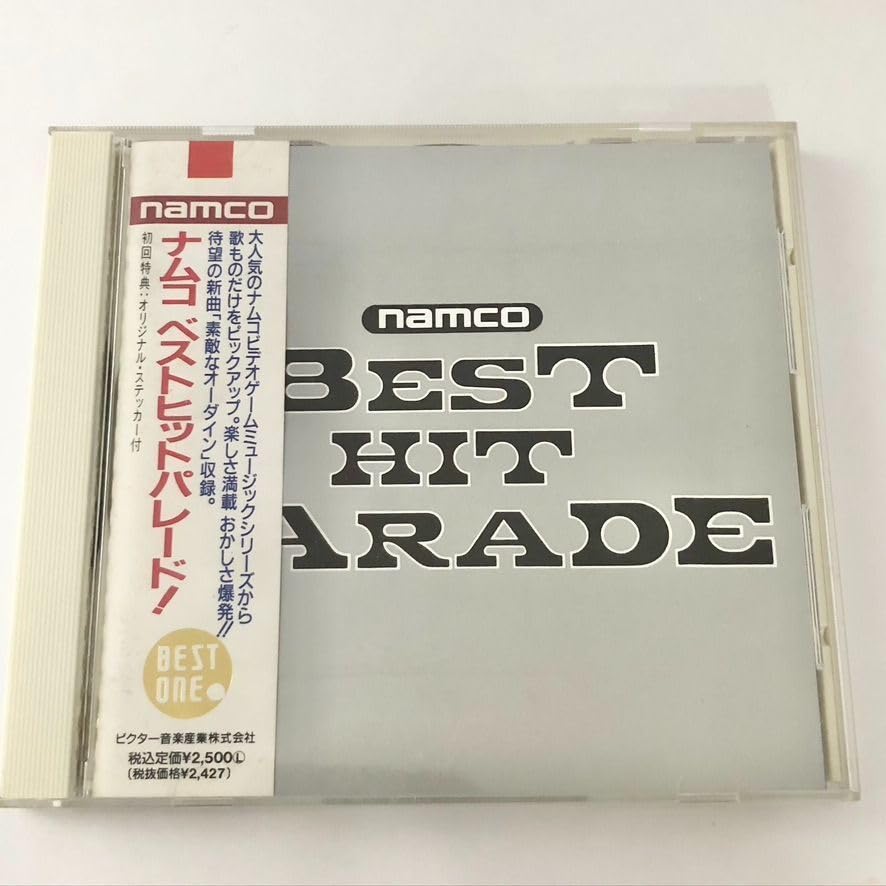 namco
ナムコ ベストヒットパレード!
初回特典:オリジナル・ステッカー付
大人気のナムコビデオゲームミュージックシリーズから
歌ものだけをピックアップ。楽しさ満載 おかしさ爆発!!
待望の新曲「素敵なオーダイン」収録。
BEST
ONE
ビクター音楽産業株式会社
税込定価¥2,500Ⓛ
(税抜価格¥2,427)
namco
BEST
HIT
PARADE